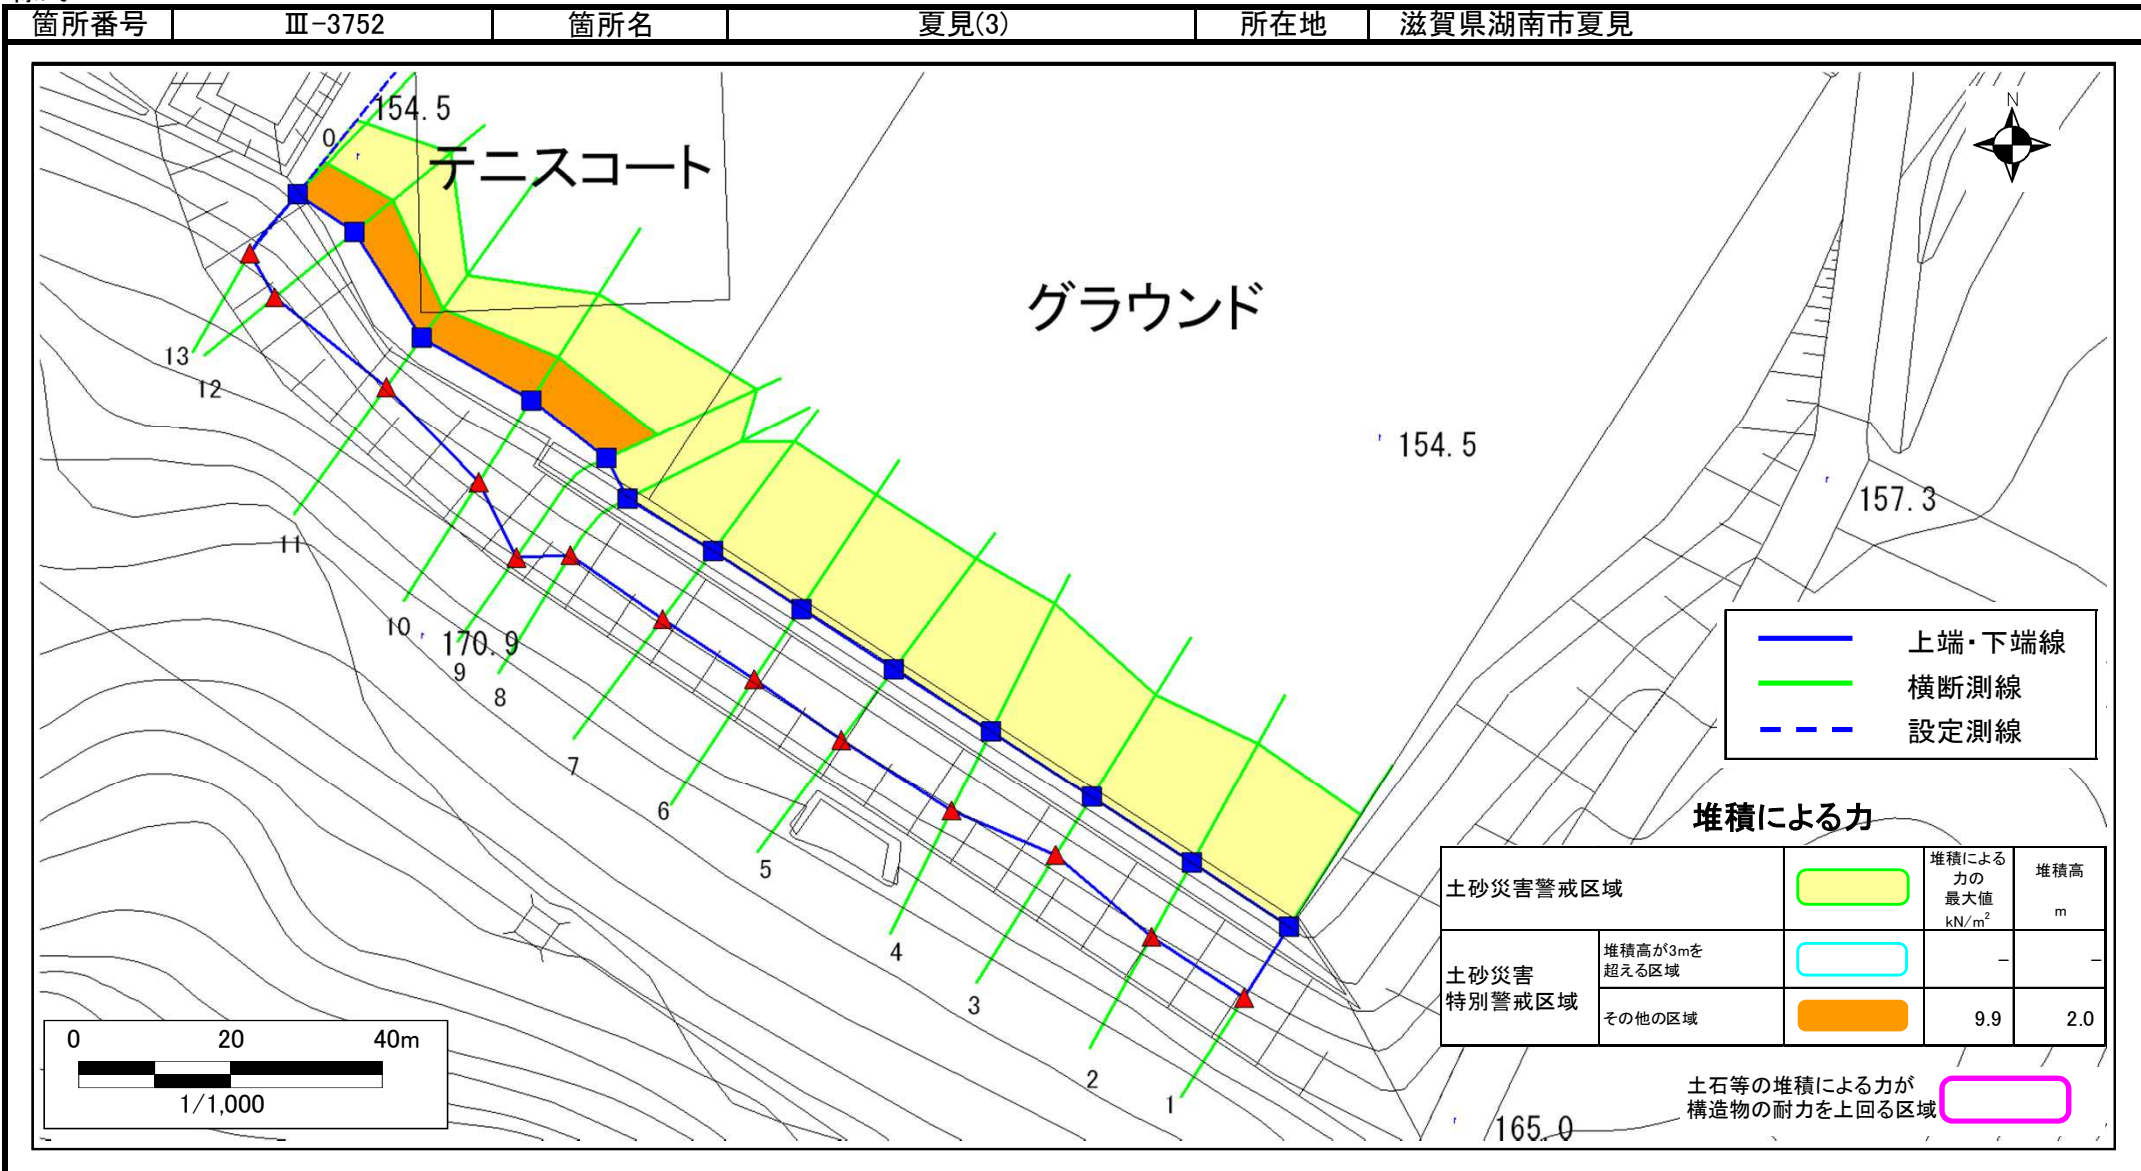 箇所番号 Ⅲ-3752 箇所名 夏見(3) 所在地 滋賀県湖南市夏見
154.5
0
テニスコート
N
グラウンド
154.5
157.3
13
12
11
10
170.9
9
8
7
6
5
4
3
2
1
165.0
上端・下端線
横断測線
設定測線
堆積による力
土砂災害警戒区域
堆積による
力の
最大値
kN/m²
堆積高
m
土砂災害
特別警戒区域
堆積高が3mを
超える区域
- -
その他の区域 9.9 2.0
土石等の堆積による力が
構造物の耐力を上回る区域
0 20 40m
1/1,000